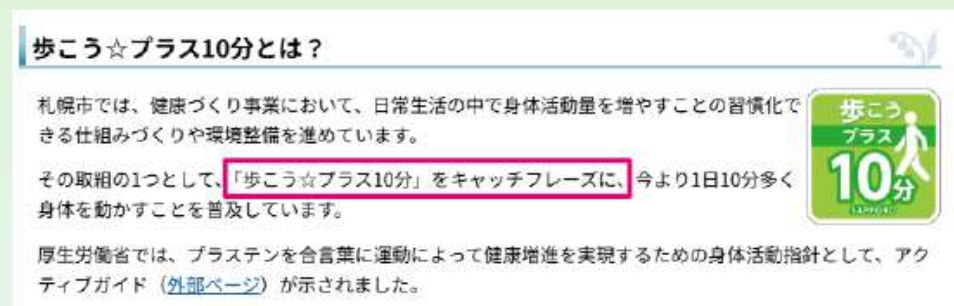 歩こう☆プラス10分とは？
札幌市では、健康づくり事業において、日常生活の中で身体活動量を増やすことの習慣化で
きる仕組みづくりや環境整備を進めています。
その取組の1つとして、「歩こう☆プラス10分」をキャッチフレーズに、今より1日10分多く
身体を動かすことを普及しています。
厚生労働省では、プラステンを合言葉に運動によって健康増進を実現するための身体活動指針として、アク
ティブガイド（外部ページ）が示されました。
歩こう
プラス
10分
SAPPORO